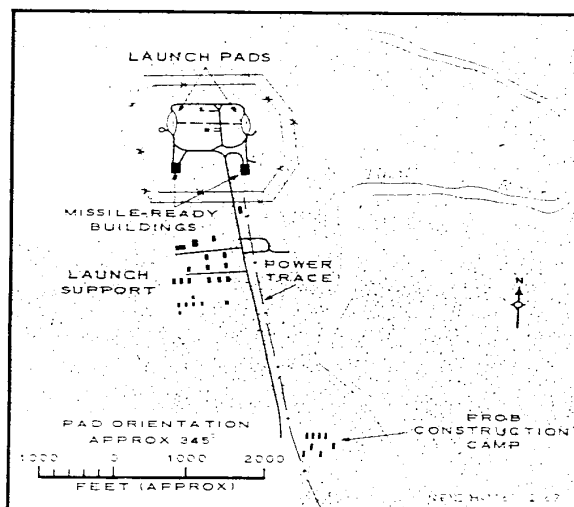 LAUNCH PADS
MISSILE-READY
BUILDINGS
LAUNCH
SUPPORT
POWER
TRACE
N
PAD ORIENTATION
APPROX 345°
PROB
CONSTRUCTION
CAMP
1000 0 1000 2000
FEET (APPROX)